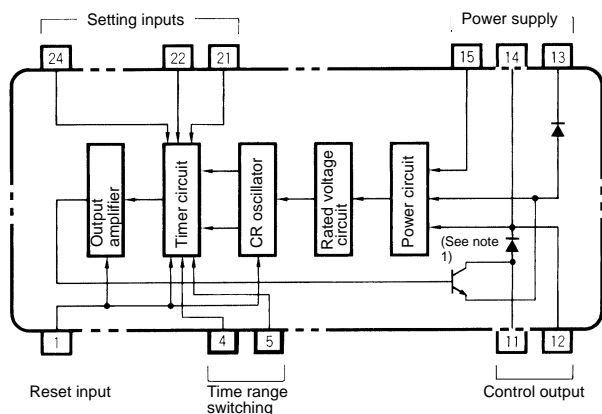 Setting inputs
Power supply
24
22
21
15
14
13
Output
amplifier
Timer circuit
CR oscillator
Rated voltage
circuit
Power circuit
(See note
1)
1
4
5
11
12
Reset input
Time range
switching
Control output